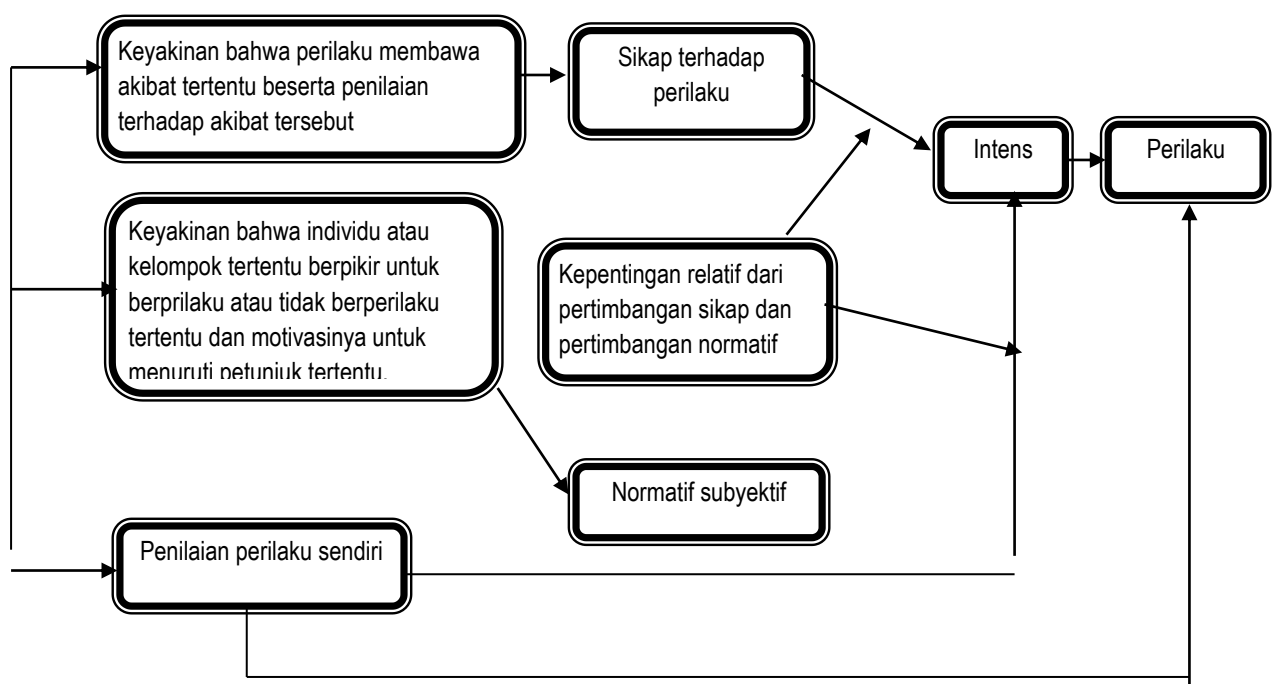 Keyakinan bahwa perilaku membawa
akibat tertentu beserta penilaian
terhadap akibat tersebut
Sikap terhadap
perilaku
Intens
Perilaku
Keyakinan bahwa individu atau
kelompok tertentu berpikir untuk
berprilaku atau tidak berperilaku
tertentu dan motivasinya untuk
menuruti petunjuk tertentu.
Kepentingan relatif dari
pertimbangan sikap dan
pertimbangan normatif
Normatif subyektif
Penilaian perilaku sendiri